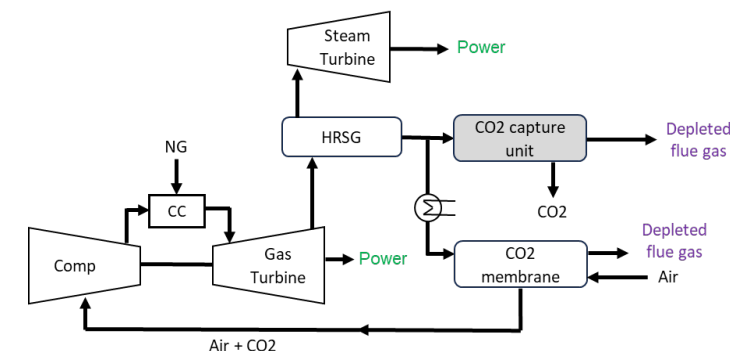 Steam
Turbine
Power
HRSG
CO2 capture
unit
Depleted
flue gas
NG
CC
CO2
Comp
Gas
Turbine
Power
CO2
membrane
Depleted
flue gas
Air
Air + CO2